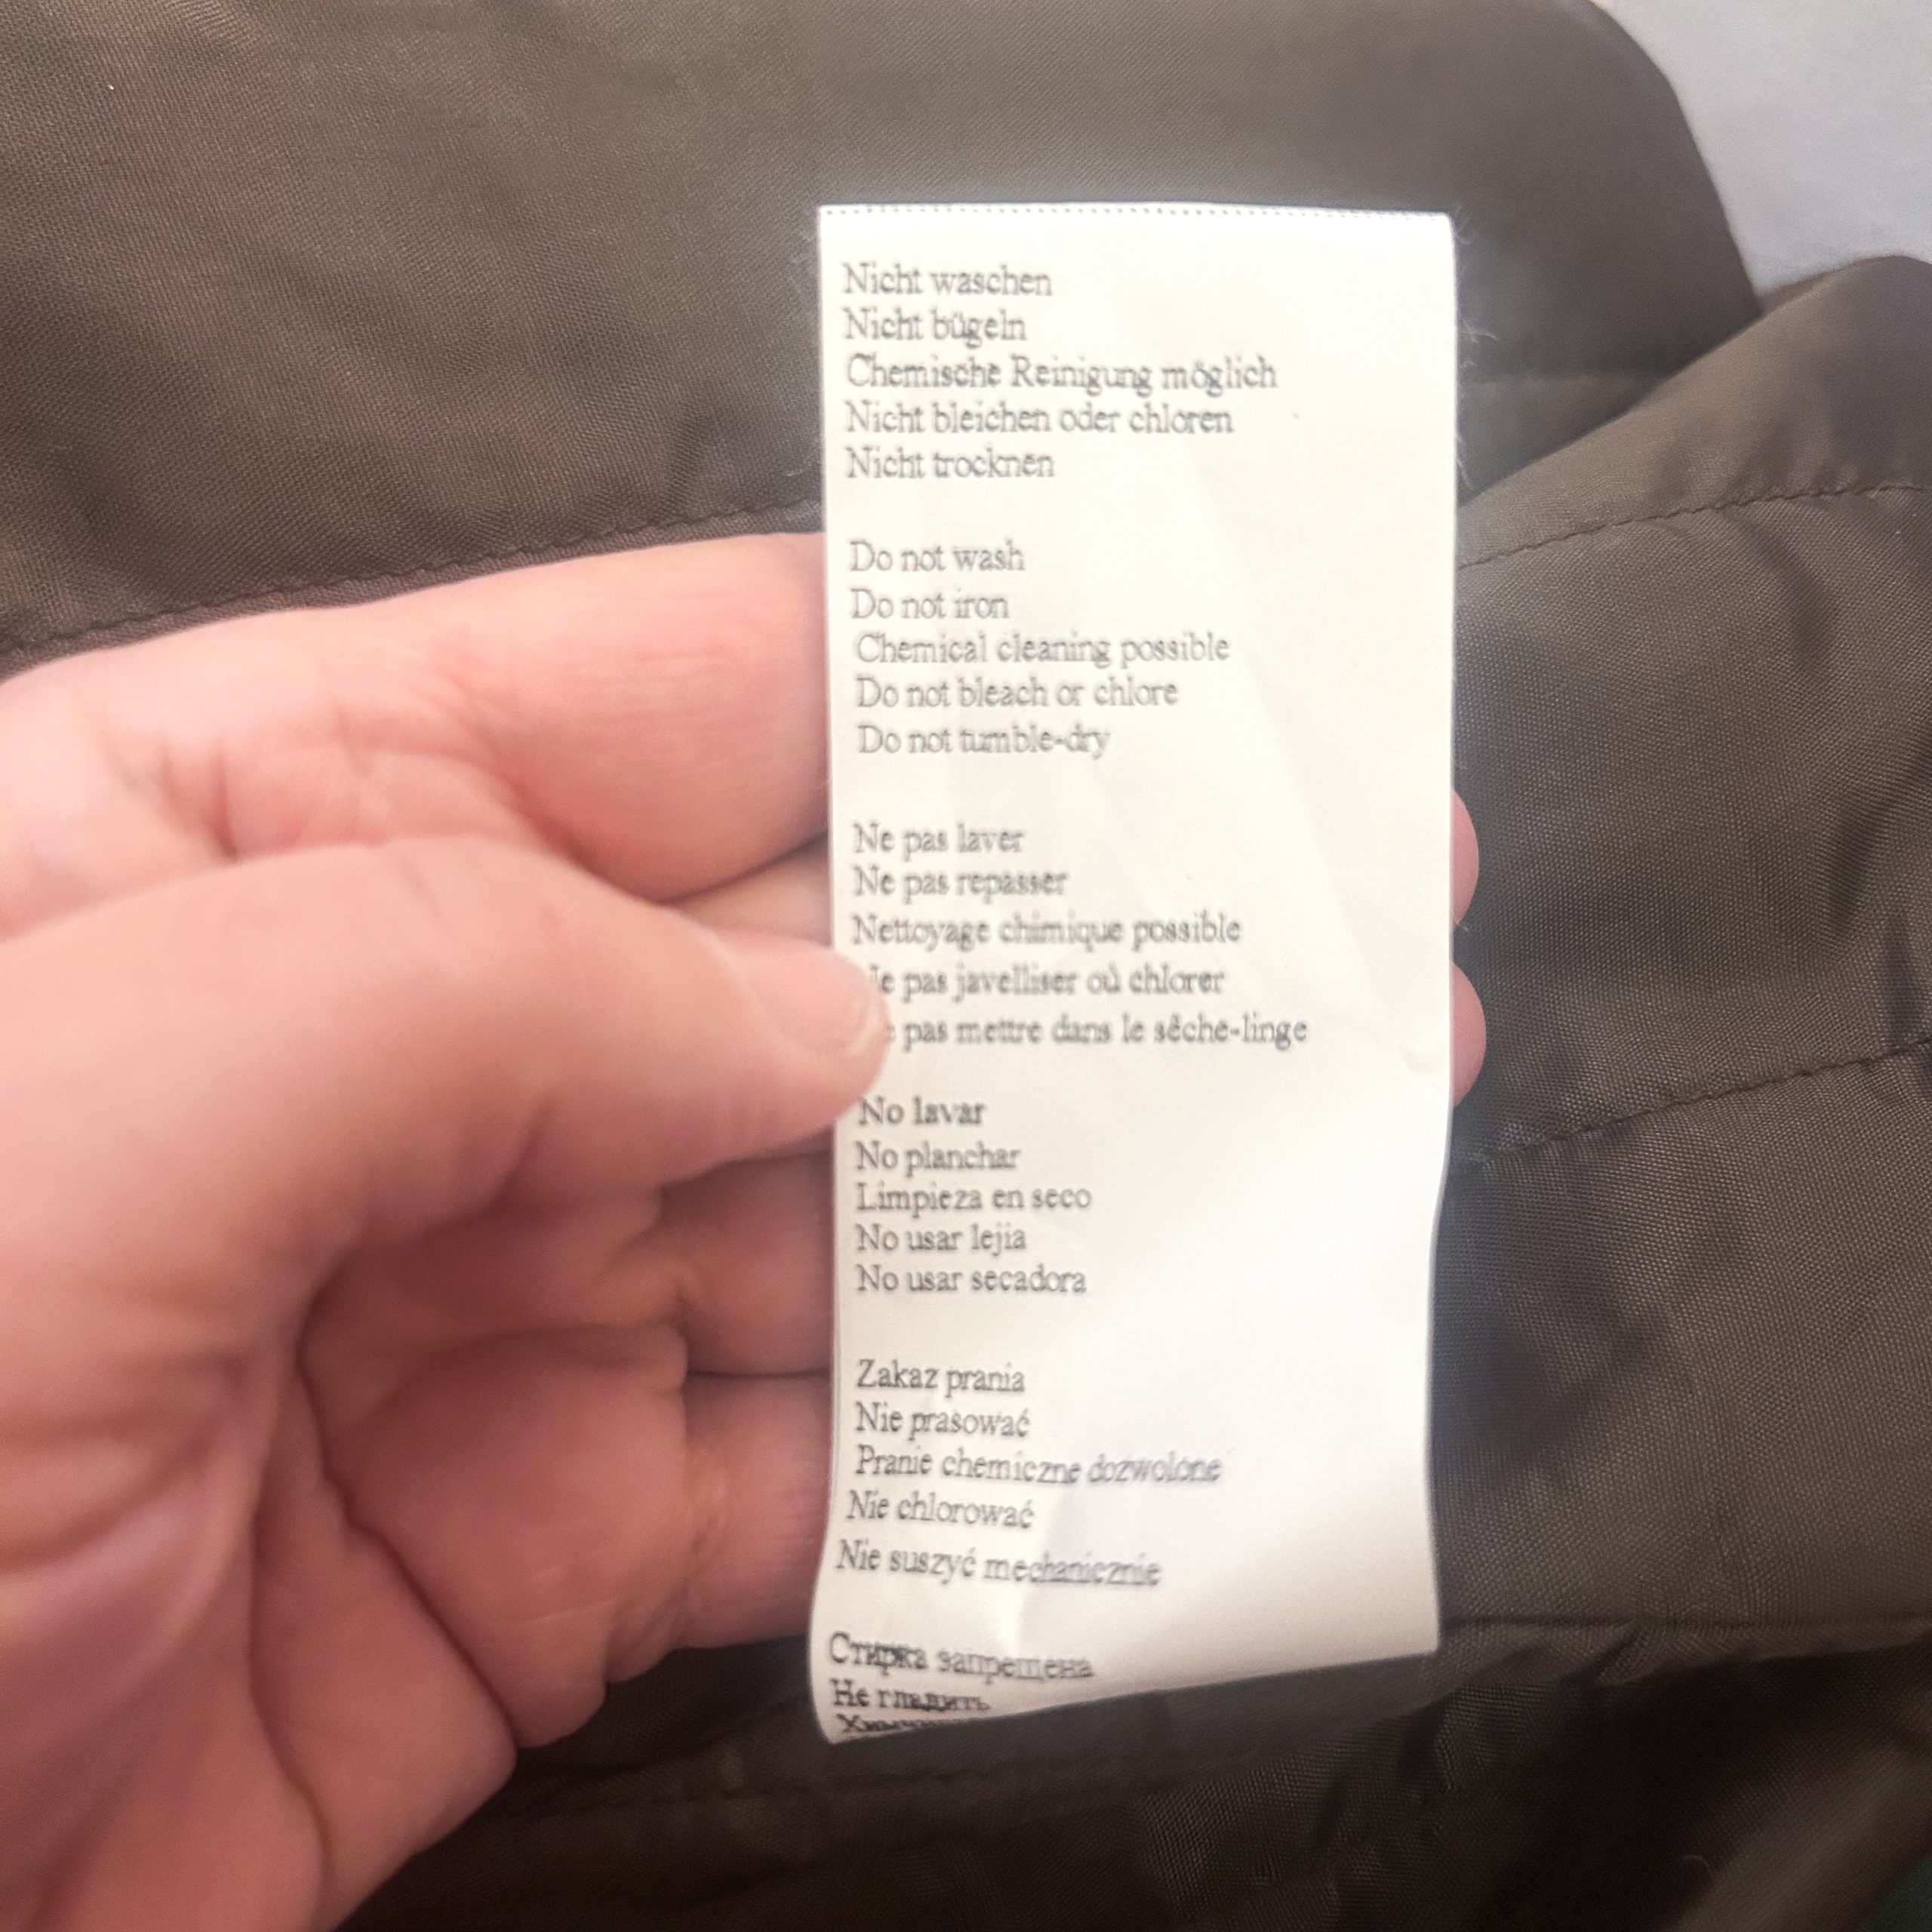 Nicht waschen
Nicht bügeln
Chemische Reinigung möglich
Nicht bleichen oder chloren
Nicht trocknen
Do not wash
Do not iron
Chemical cleaning possible
Do not bleach or chlore
Do not tumble-dry
Ne pas laver
Ne pas repasser
Nettoyage chimique possible
pas javelliser où chlorer
pas mettre dans le sêche-linge
No lavar
No planchar
Limpieza en seco
No usar lejia
No usar secadora
Zakaz prania
Nie prasować
Pranie chemiczne dozwolone
Nie chlorować
Nie suszyć mechanicznie
Стирка запрещена
Не гладить